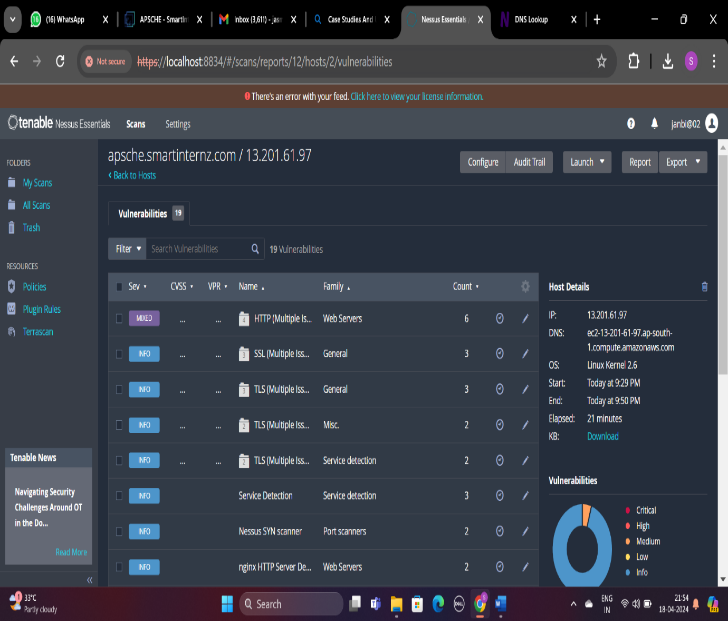 (16) WhatsApp
APSCHE - Smartin
Inbox (3,611) - jas
Case Studies And
Nessus Essentials
DNS Lookup
Not secure
https://localhost:8834/#/scans/reports/12/hosts/2/vulnerabilities
S
There's an error with your feed. Click here to view your license information.
tenable Nessus Essentials
Scans
Settings
janbi@02
FOLDERS
My Scans
All Scans
Trash
RESOURCES
Policies
Plugin Rules
Terrascan
Tenable News
Navigating Security
Challenges Around OT
in the Do...
Read More
apsche.smartinternz.com / 13.201.61.97
Back to Hosts
Configure
Audit Trail
Launch
Report
Export
Vulnerabilities 19
Filter
Search Vulnerabilities
19 Vulnerabilities
Sev CVSS VPR Name Family Count
MIXED ... ... 4 HTTP (Multiple Is... Web Servers 6
INFO ... ... 3 SSL (Multiple Iss... General 3
INFO ... ... 3 TLS (Multiple Iss... General 3
INFO ... ... 2 TLS (Multiple Iss... Misc. 2
INFO ... ... 2 TLS (Multiple Iss... Service detection 2
INFO Service Detection Service detection 3
INFO Nessus SYN scanner Port scanners 2
INFO nginx HTTP Server De... Web Servers 2
Host Details
IP: 13.201.61.97
DNS: ec2-13-201-61-97.ap-south-
1.compute.amazonaws.com
OS: Linux Kernel 2.6
Start: Today at 9:29 PM
End: Today at 9:50 PM
Elapsed: 21 minutes
KB: Download
Vulnerabilities
Critical
High
Medium
Low
Info
33°C
Partly cloudy
Search
ENG
IN
21:54
18-04-2024